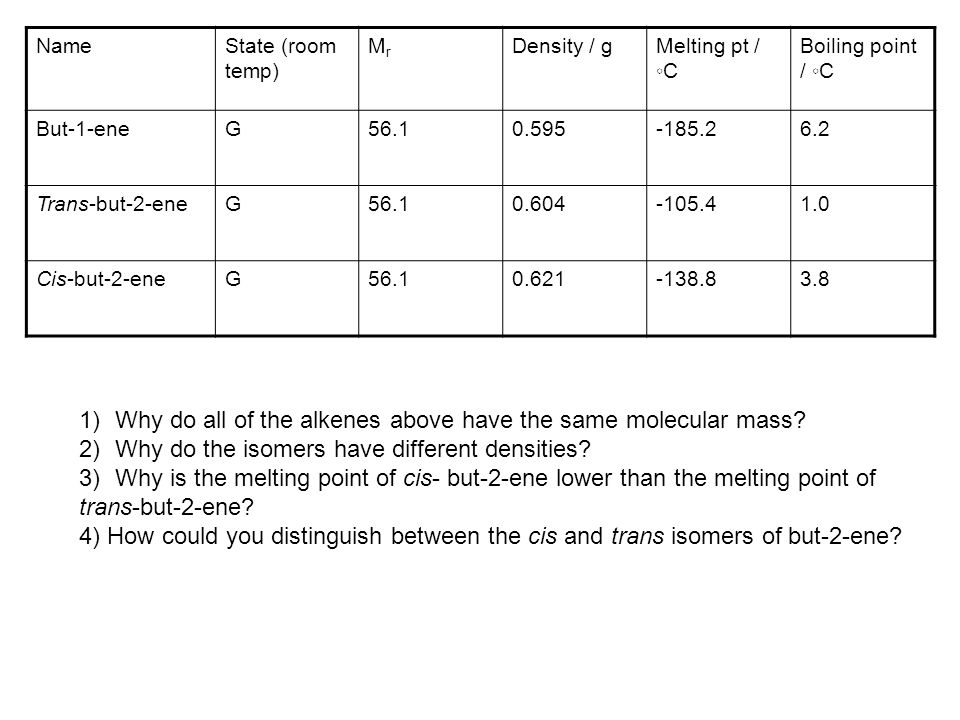 Name State (room temp) Mr Density / g Melting pt / ◦C Boiling point / ◦C
But-1-ene G 56.1 0.595 -185.2 6.2
Trans-but-2-ene G 56.1 0.604 -105.4 1.0
Cis-but-2-ene G 56.1 0.621 -138.8 3.8
1) Why do all of the alkenes above have the same molecular mass?
2) Why do the isomers have different densities?
3) Why is the melting point of cis- but-2-ene lower than the melting point of
trans-but-2-ene?
4) How could you distinguish between the cis and trans isomers of but-2-ene?